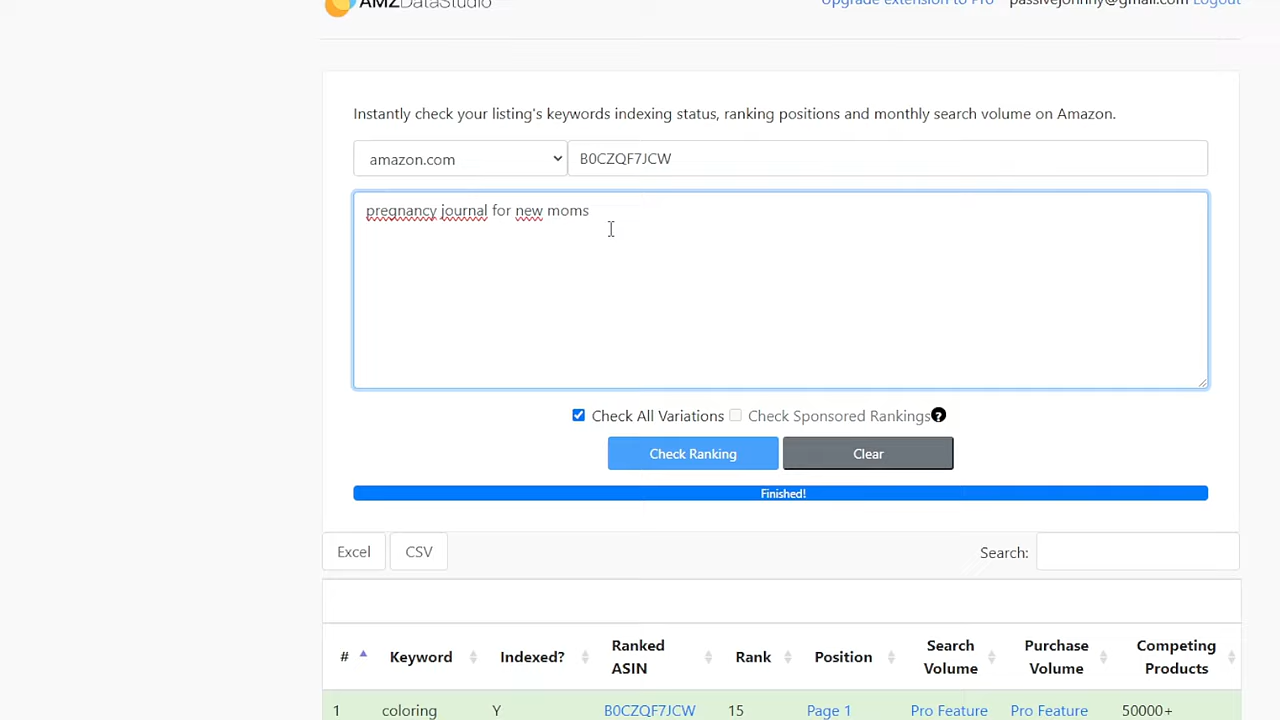 AMZDataStudio
Upgrade extension to Pro passivejohnny@gmail.com Logout
Instantly check your listing's keywords indexing status, ranking positions and monthly search volume on Amazon.
amazon.com B0CZQF7JCW
pregnancy journal for new moms
Check All Variations Check Sponsored Rankings ?
Check Ranking Clear
Finished!
Excel CSV Search:
# Keyword Indexed? Ranked ASIN Rank Position Search Volume Purchase Volume Competing Products
1 coloring Y B0CZQF7JCW 15 Page 1 Pro Feature Pro Feature 50000+